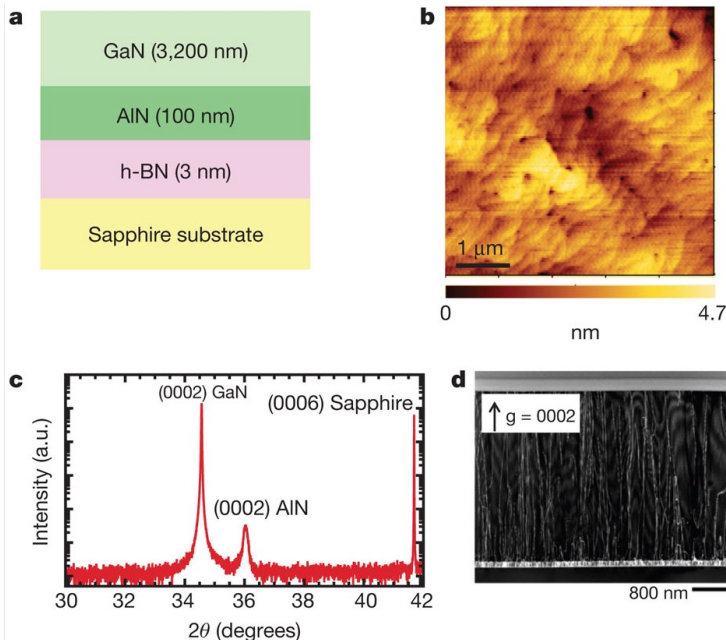 a
GaN (3,200 nm)
AlN (100 nm)
h-BN (3 nm)
Sapphire substrate
b
1 μm
0
4.7
nm
c
(0002) GaN
(0006) Sapphire
(0002) AlN
Intensity (a.u.)
30
32
34
36
38
40
42
2θ (degrees)
d
g = 0002
800 nm